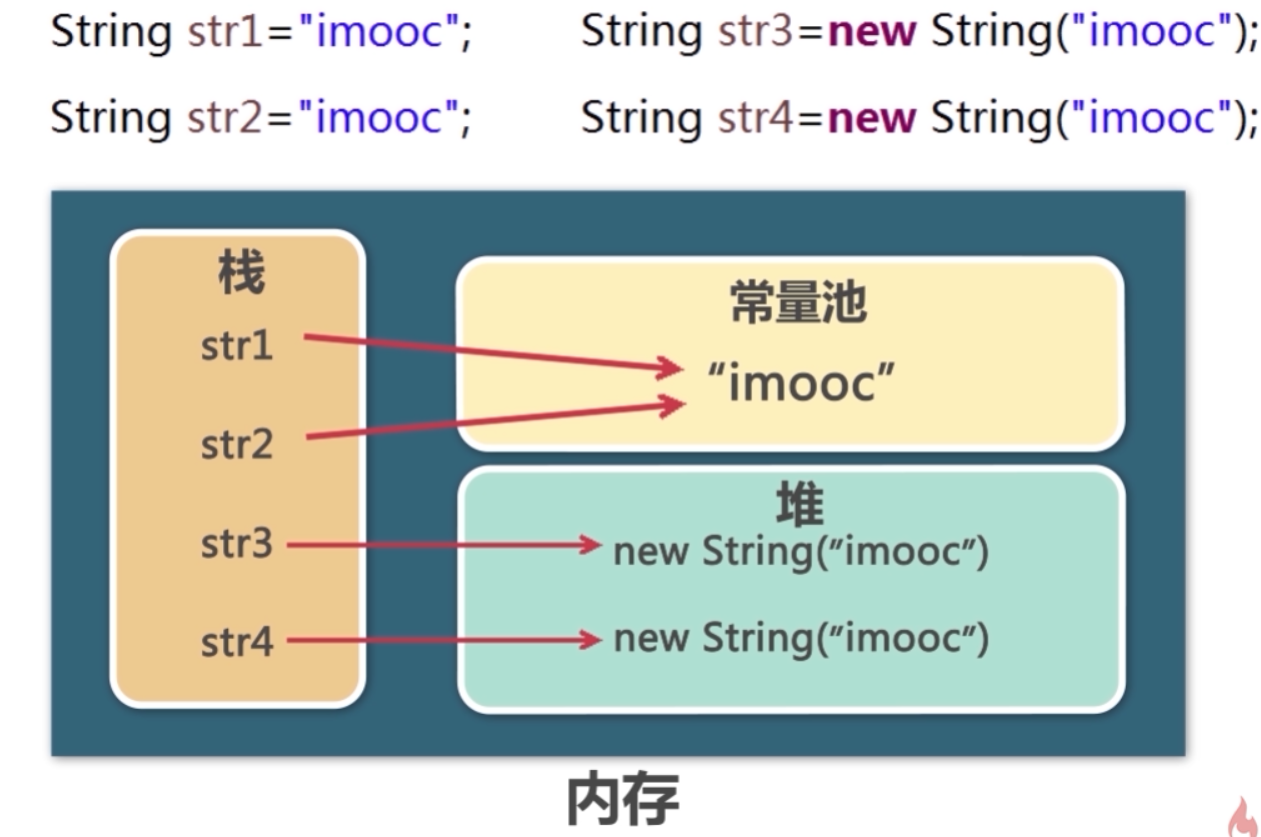 String str1="imooc"; String str3=new String("imooc");
String str2="imooc"; String str4=new String("imooc");
栈
str1
str2
str3
str4
常量池
“imooc”
堆
new String(”imooc”)
new String(”imooc”)
内存